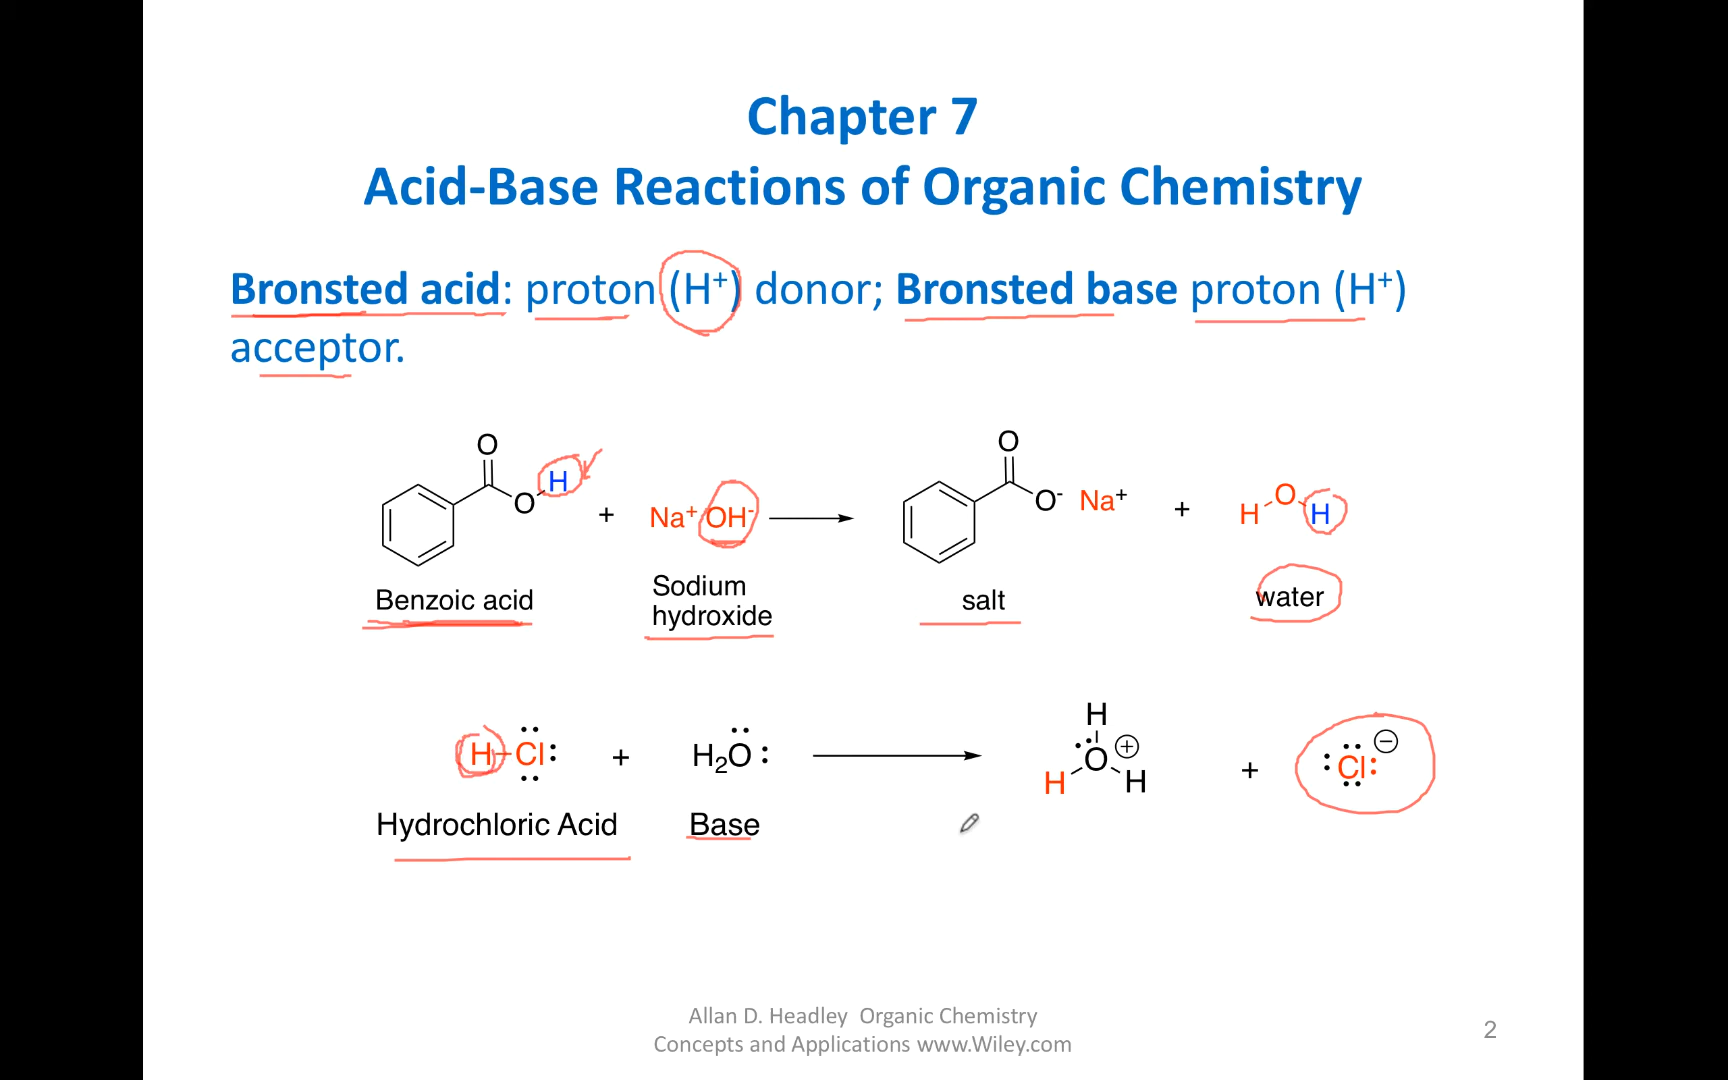 Chapter 7
Acid-Base Reactions of Organic Chemistry
Bronsted acid: proton (H⁺) donor; Bronsted base proton (H⁺)
acceptor.
O
O H + Na⁺ OH⁻
O
O⁻ Na⁺ + H O H
Benzoic acid
Sodium
hydroxide
salt
water
H-Cl: + H₂O:
H
H O ⊕ H + :Cl: ⊖
Hydrochloric Acid
Base
Allan D. Headley Organic Chemistry
Concepts and Applications www.Wiley.com
2